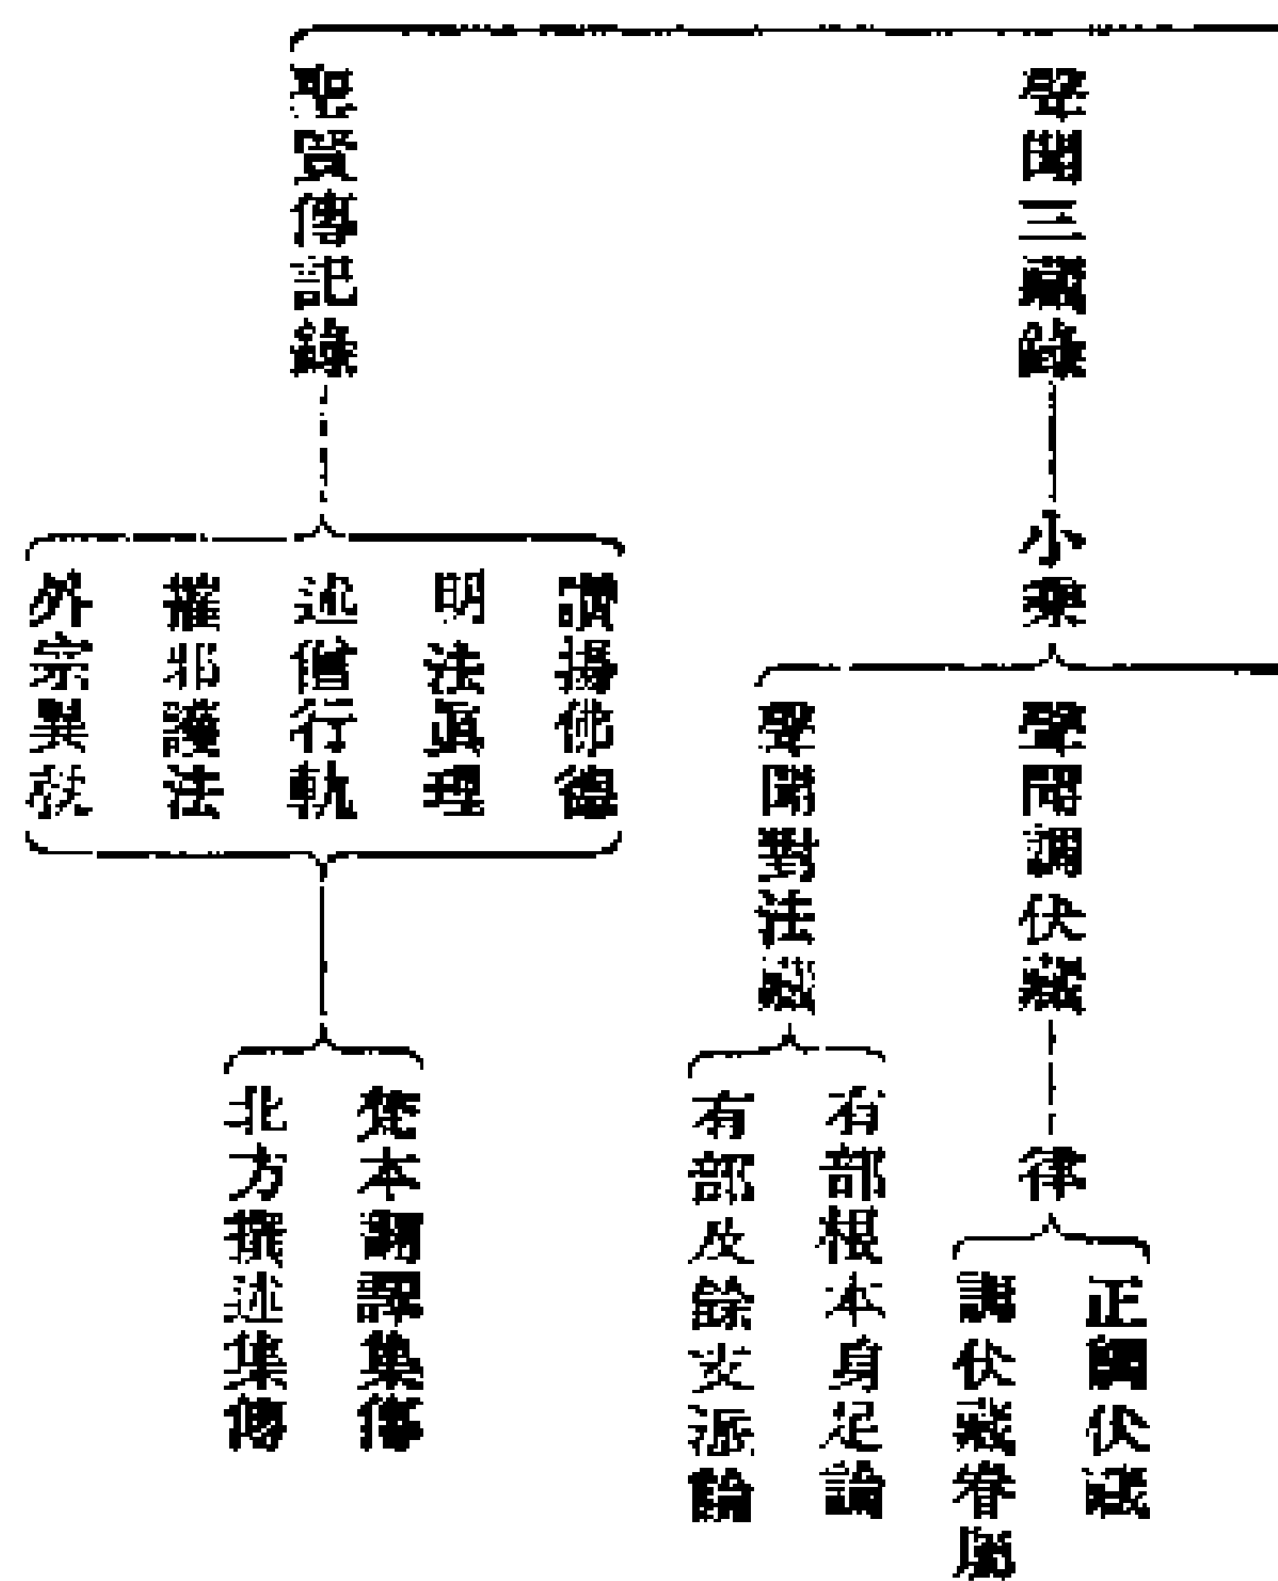 聲聞三藏錄
小乘
聲聞調伏藏
律
正調伏藏
調伏藏眷屬
聲聞對法藏
有部根本身足論
有部及餘支派論
聖賢傳記錄
讚揚佛德
明法眞理
述僧行軌
摧邪護法
外宗異執
梵本翻譯集傳
北方撰述集傳